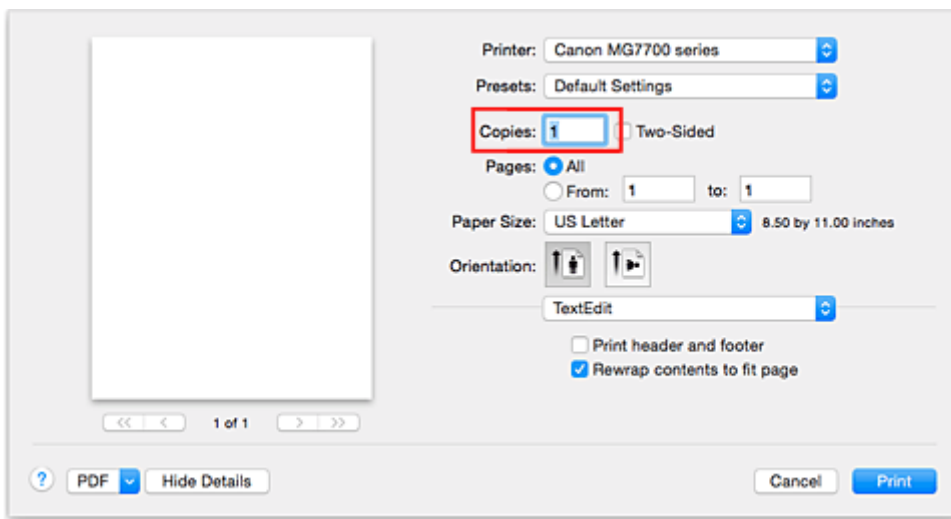 Printer: Canon MG7700 series
Presets: Default Settings
Copies: 1 Two-Sided
Pages: All
From: 1 to: 1
Paper Size: US Letter 8.50 by 11.00 inches
Orientation:
TextEdit
Print header and footer
Rewrap contents to fit page
<< < 1 of 1 > >>
? PDF Hide Details Cancel Print